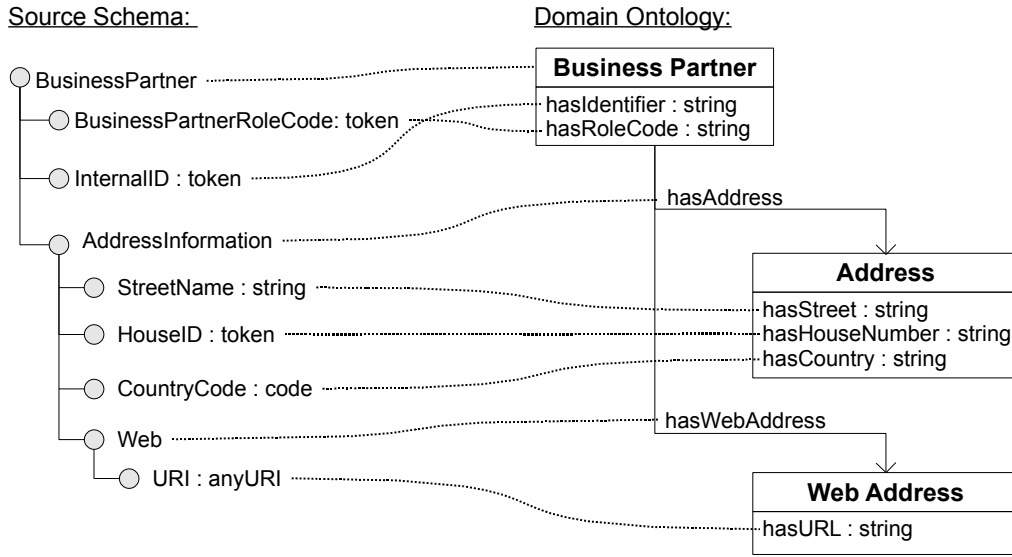 Source Schema:
Domain Ontology:
BusinessPartner
BusinessPartnerRoleCode: token
InternalID : token
AddressInformation
StreetName : string
HouseID : token
CountryCode : code
Web
URI : anyURI
Business Partner
hasIdentifier : string
hasRoleCode : string
hasAddress
Address
hasStreet : string
hasHouseNumber : string
hasCountry : string
hasWebAddress
Web Address
hasURL : string